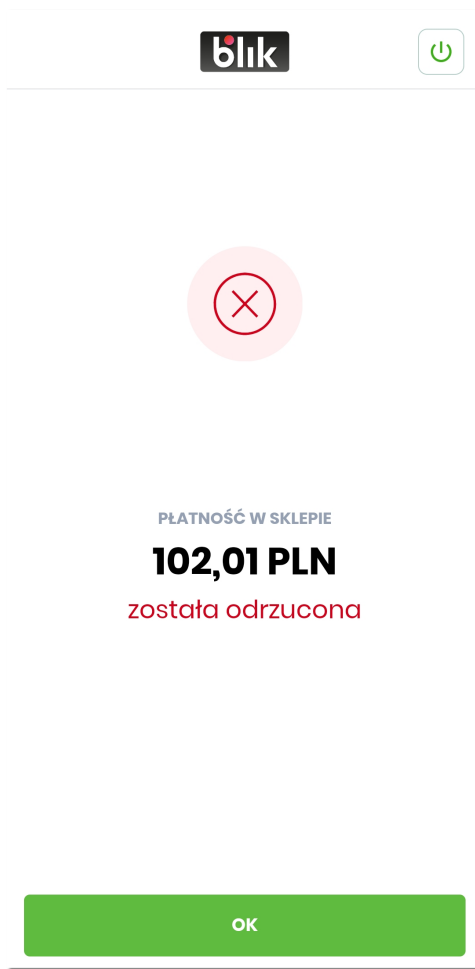 blik
PŁATNOŚĆ W SKLEPIE
102,01 PLN
została odrzucona
OK